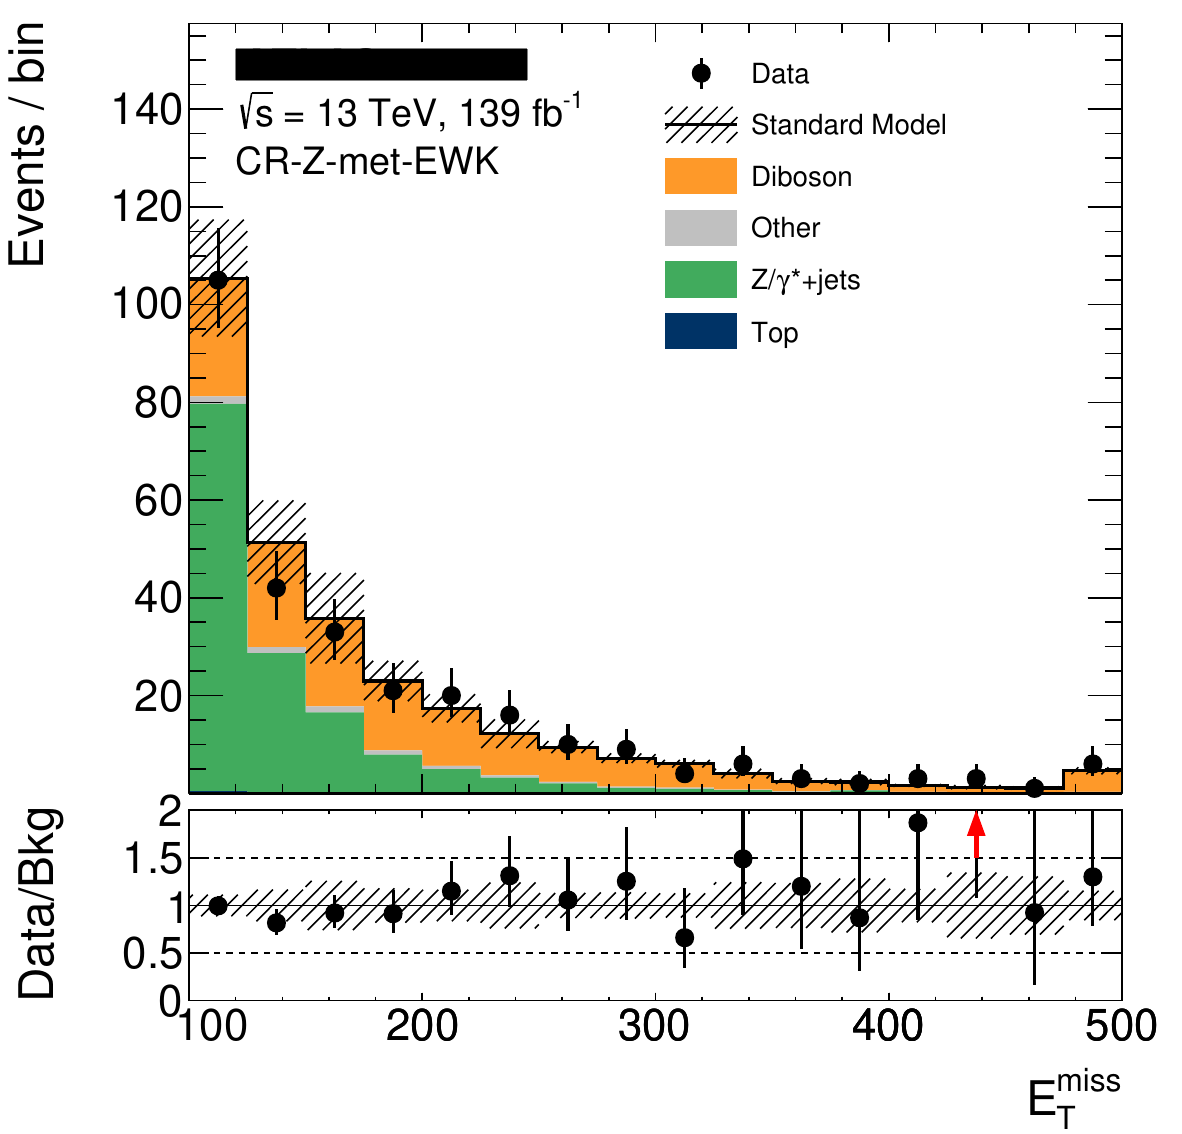 Events / bin
140
120
100
80
60
40
20
√s = 13 TeV, 139 fb-1
CR-Z-met-EWK
Data
Standard Model
Diboson
Other
Z/γ*+jets
Top
Data/Bkg
2
1.5
1
0.5
0
100 200 300 400 500
E_T^miss